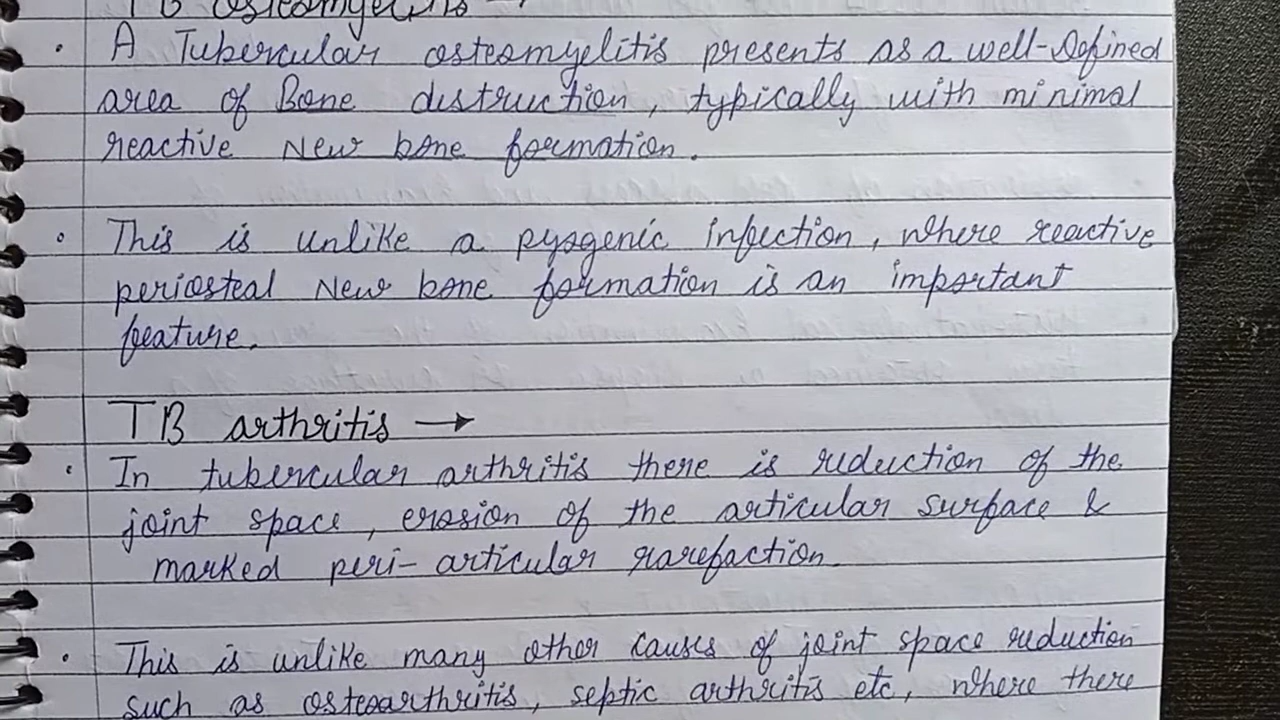 TB osteomyelitis →
• A Tubercular osteomyelitis presents as a well-Defined
area of Bone destruction, typically with minimal
reactive New bone formation.
• This is unlike a pyogenic infection, where reactive
periosteal New bone formation is an important
feature.
TB arthritis →
• In tubercular arthritis there is reduction of the
joint space, erosion of the articular surface &
marked peri-articular rarefaction.
• This is unlike many other causes of joint space reduction
such as osteoarthritis, septic arthritis etc, where there